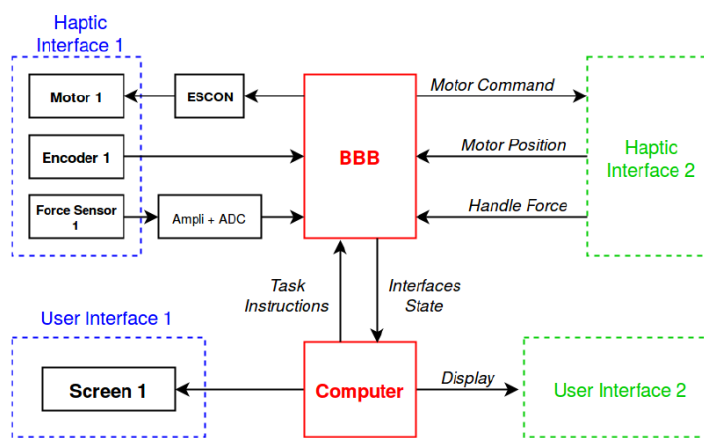 Haptic
Interface 1
Motor 1
ESCON
Motor Command
Encoder 1
BBB
Motor Position
Haptic
Interface 2
Force Sensor
1
Ampli + ADC
Handle Force
Task
Instructions
Interfaces
State
User Interface 1
Screen 1
Computer
Display
User Interface 2